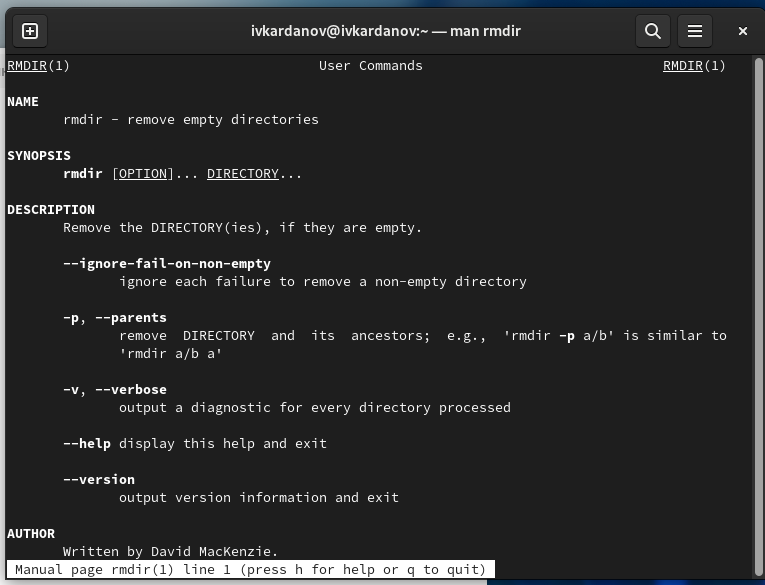 ivkardanov@ivkardanov:~ — man rmdir
RMDIR(1) User Commands RMDIR(1)
NAME
rmdir - remove empty directories
SYNOPSIS
rmdir [OPTION]... DIRECTORY...
DESCRIPTION
Remove the DIRECTORY(ies), if they are empty.
--ignore-fail-on-non-empty
ignore each failure to remove a non-empty directory
-p, --parents
remove DIRECTORY and its ancestors; e.g., 'rmdir -p a/b' is similar to
'rmdir a/b a'
-v, --verbose
output a diagnostic for every directory processed
--help display this help and exit
--version
output version information and exit
AUTHOR
Written by David MacKenzie.
Manual page rmdir(1) line 1 (press h for help or q to quit)